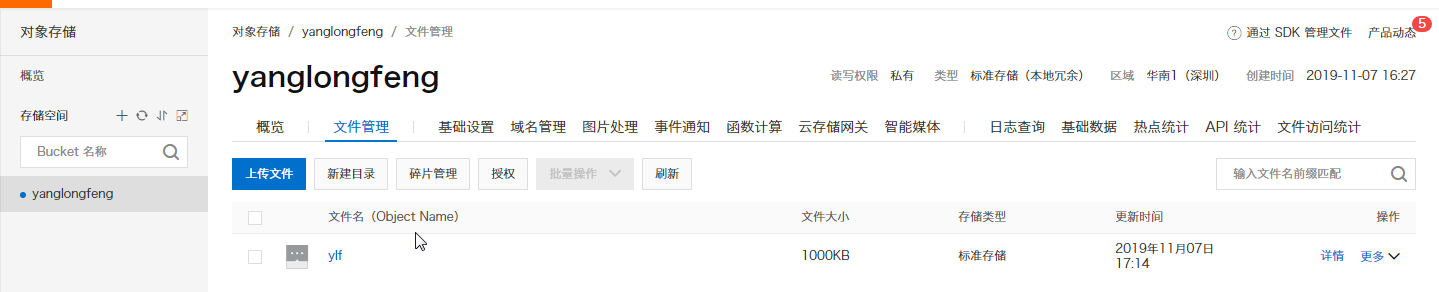 对象存储
概览
存储空间
Bucket 名称
yanglongfeng
对象存储 / yanglongfeng / 文件管理
通过 SDK 管理文件 产品动态 5
yanglongfeng
读写权限 私有 类型 标准存储（本地冗余） 区域 华南1（深圳） 创建时间 2019-11-07 16:27
概览 文件管理 基础设置 域名管理 图片处理 事件通知 函数计算 云存储网关 智能媒体 日志查询 基础数据 热点统计 API 统计 文件访问统计
上传文件 新建目录 碎片管理 授权 批量操作 刷新 输入文件名前缀匹配
文件名（Object Name） 文件大小 存储类型 更新时间 操作
ylf 1000KB 标准存储 2019年11月07日 详情 更多
17:14